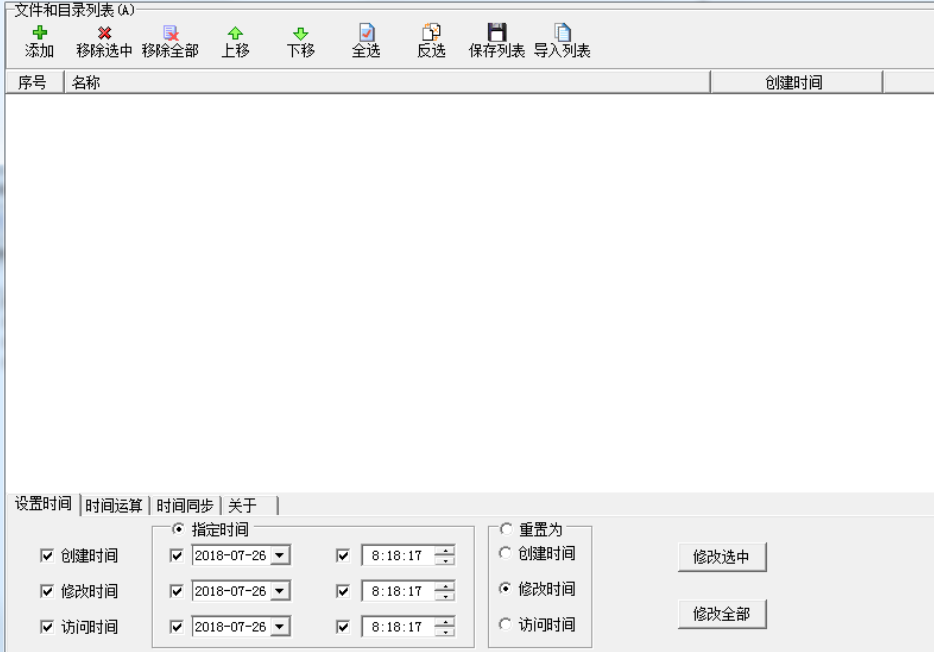 文件和目录列表(A)
添加 移除选中 移除全部 上移 下移 全选 反选 保存列表 导入列表
序号 名称 创建时间
设置时间 时间运算 时间同步 关于
指定时间 重置为
创建时间 2018-07-26 8:18:17 创建时间 修改选中
修改时间 2018-07-26 8:18:17 修改时间
访问时间 2018-07-26 8:18:17 访问时间 修改全部